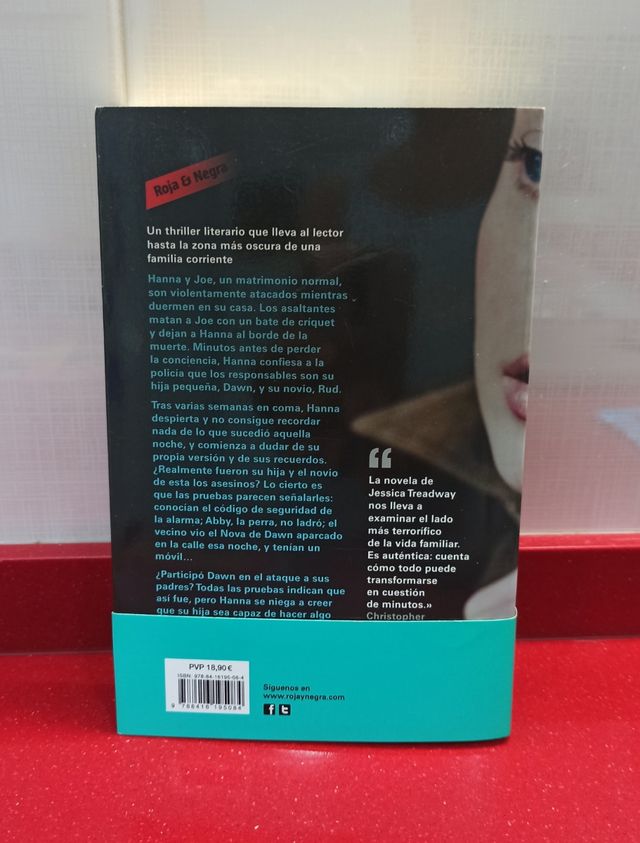 Roja & Negra
Un thriller literario que lleva al lector
hasta la zona más oscura de una
familia corriente
Hanna y Joe, un matrimonio normal,
son violentamente atacados mientras
duermen en su casa. Los asaltantes
matan a Joe con un bate de críquet
y dejan a Hanna al borde de la
muerte. Minutos antes de perder
la conciencia, Hanna confiesa a la
policía que los responsables son su
hija pequeña, Dawn, y su novio, Rud.
Tras varias semanas en coma, Hanna
despierta y no consigue recordar
nada de lo que sucedió aquella
noche, y comienza a dudar de su
propia versión y de sus recuerdos.
¿Realmente fueron su hija y el novio
de esta los asesinos? Lo cierto es
que las pruebas parecen señalarles:
conocían el código de seguridad de
la alarma; Abby, la perra, no ladró; el
vecino vio el Nova de Dawn aparcado
en la calle esa noche, y tenían un
móvil...
¿Participó Dawn en el ataque a sus
padres? Todas las pruebas indican que
así fue, pero Hanna se niega a creer
que su hija sea capaz de hacer algo
“
La novela de
Jessica Treadway
nos lleva a
examinar el lado
más terrorífico
de la vida familiar.
Es auténtica: cuenta
cómo todo puede
transformarse
en cuestión
de minutos.»
Christopher
PVP 18,90 €
ISBN: 978-84-16195-08-4
9 788416 195084
Síguenos en
www.rojaynegra.com